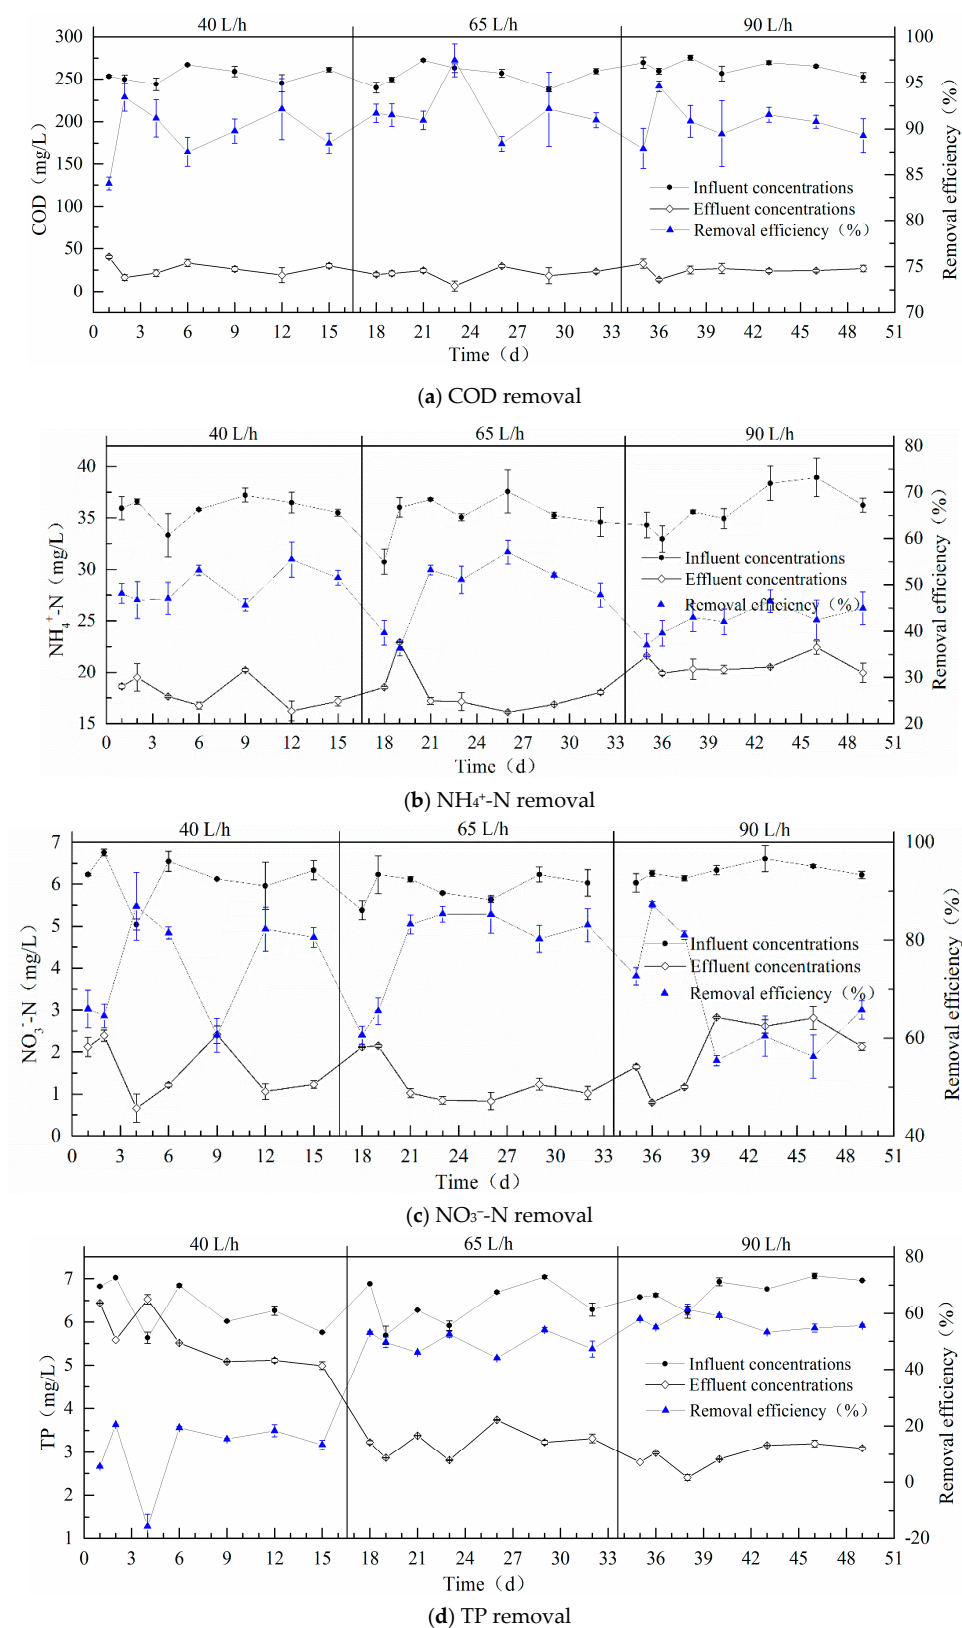 40 L/h 65 L/h 90 L/h
300 250 200 150 100 50 0
COD（mg/L）
100 95 90 85 80 75 70
Removal efficiency（%）
Influent concentrations
Effluent concentrations
Removal efficiency（%）
0 3 6 9 12 15 18 21 24 27 30 33 36 39 42 45 48 51
Time（d）
(a) COD removal
40 L/h 65 L/h 90 L/h
40 35 30 25 20 15
NH4+-N（mg/L）
80 70 60 50 40 30 20
Removal efficiency（%）
Influent concentrations
Effluent concentrations
Removal efficiency（%）
0 3 6 9 12 15 18 21 24 27 30 33 36 39 42 45 48 51
Time（d）
(b) NH4+-N removal
40 L/h 65 L/h 90 L/h
7 6 5 4 3 2 1 0
NO3--N（mg/L）
100 80 60 40
Removal efficiency（%）
Influent concentrations
Effluent concentrations
Removal efficiency（%）
0 3 6 9 12 15 18 21 24 27 30 33 36 39 42 45 48 51
Time（d）
(c) NO3−-N removal
40 L/h 65 L/h 90 L/h
7 6 5 4 3 2 1
TP（mg/L）
80 60 40 20 0 -20
Removal efficiency（%）
Influent concentrations
Effluent concentrations
Removal efficiency（%）
0 3 6 9 12 15 18 21 24 27 30 33 36 39 42 45 48 51
Time（d）
(d) TP removal